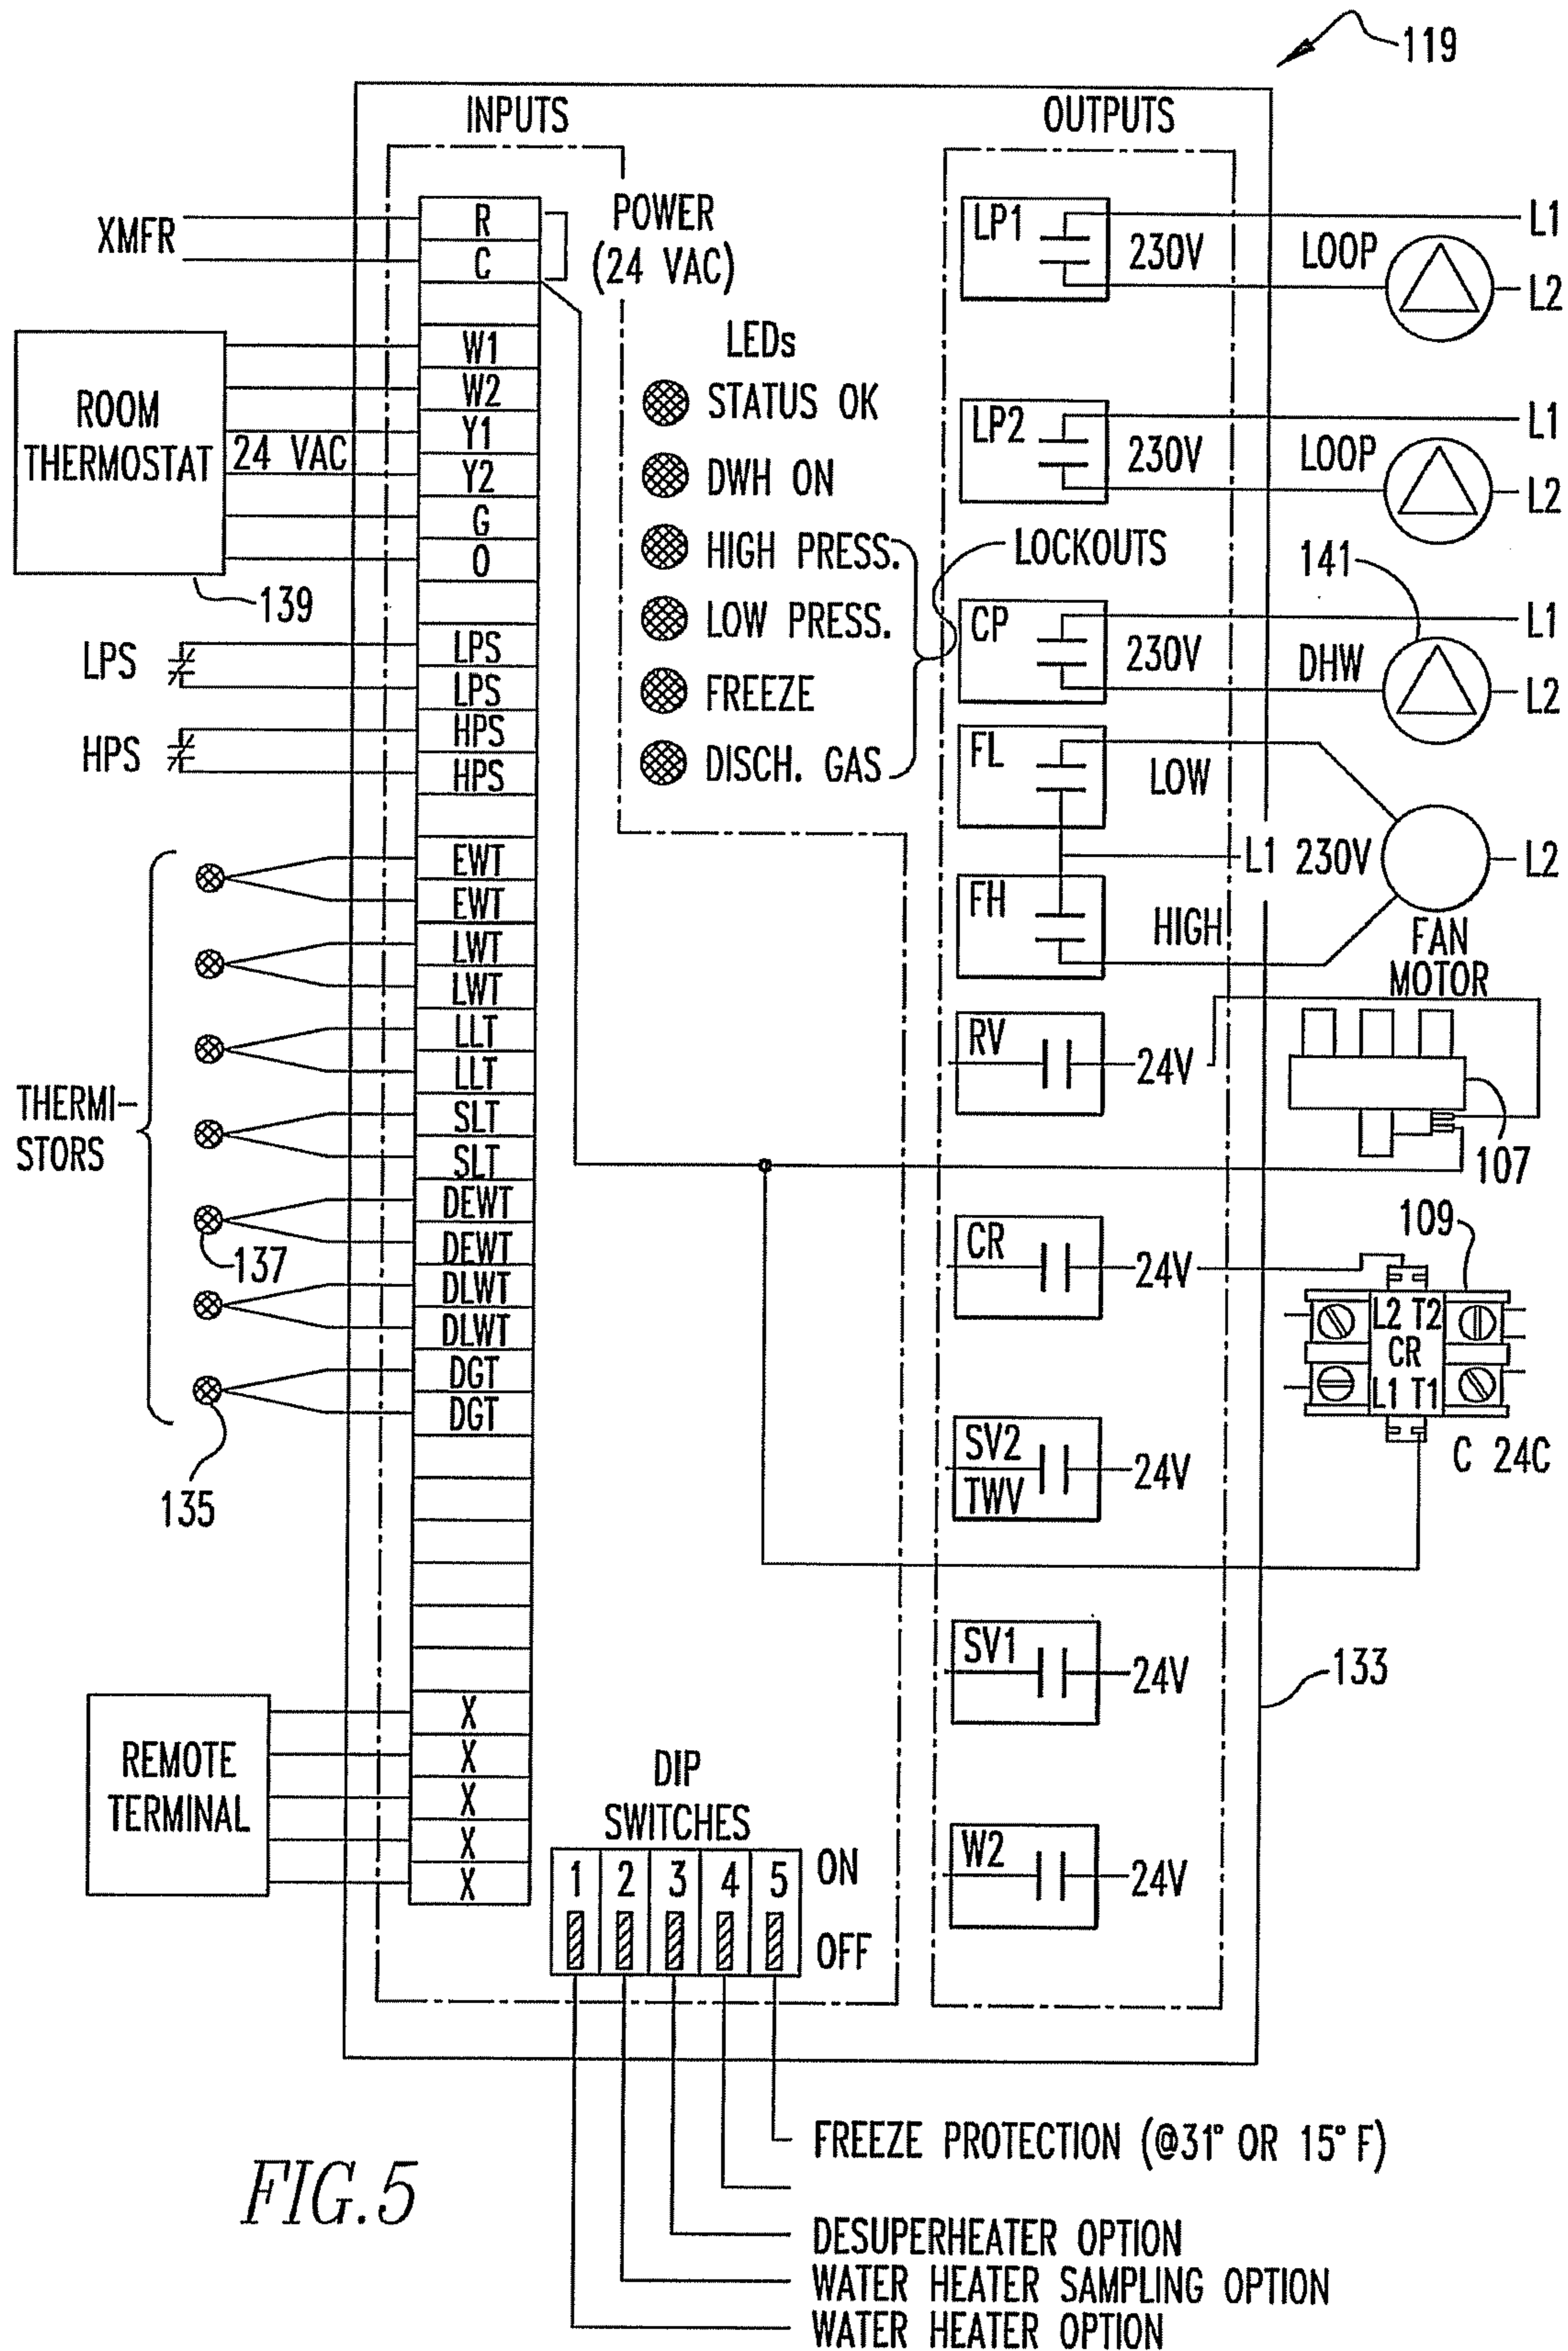 119
INPUTS
OUTPUTS
XMFR
R
C
POWER
(24 VAC)
ROOM
THERMOSTAT
24 VAC
139
W1
W2
Y1
Y2
G
O
LPS
LPS
LPS
HPS
HPS
HPS
THERMI-
STORS
EWT
EWT
LWT
LWT
LLT
LLT
SLT
SLT
DEWT
DEWT
137
DLWT
DLWT
DGT
DGT
135
REMOTE
TERMINAL
X
X
X
X
X
LEDs
STATUS OK
DWH ON
HIGH PRESS.
LOW PRESS.
FREEZE
DISCH. GAS
LOCKOUTS
LP1
230V
LOOP
L1
L2
LP2
230V
LOOP
L1
L2
141
CP
230V
DHW
L1
L2
FL
LOW
L1 230V
L2
FH
HIGH
FAN
MOTOR
RV
24V
107
CR
24V
109
L2 T2
CR
L1 T1
C 24C
SV2
TWV
24V
SV1
24V
133
W2
24V
DIP
SWITCHES
1 2 3 4 5
ON
OFF
FREEZE PROTECTION (@31° OR 15° F)
DESUPERHEATER OPTION
WATER HEATER SAMPLING OPTION
WATER HEATER OPTION
FIG.5